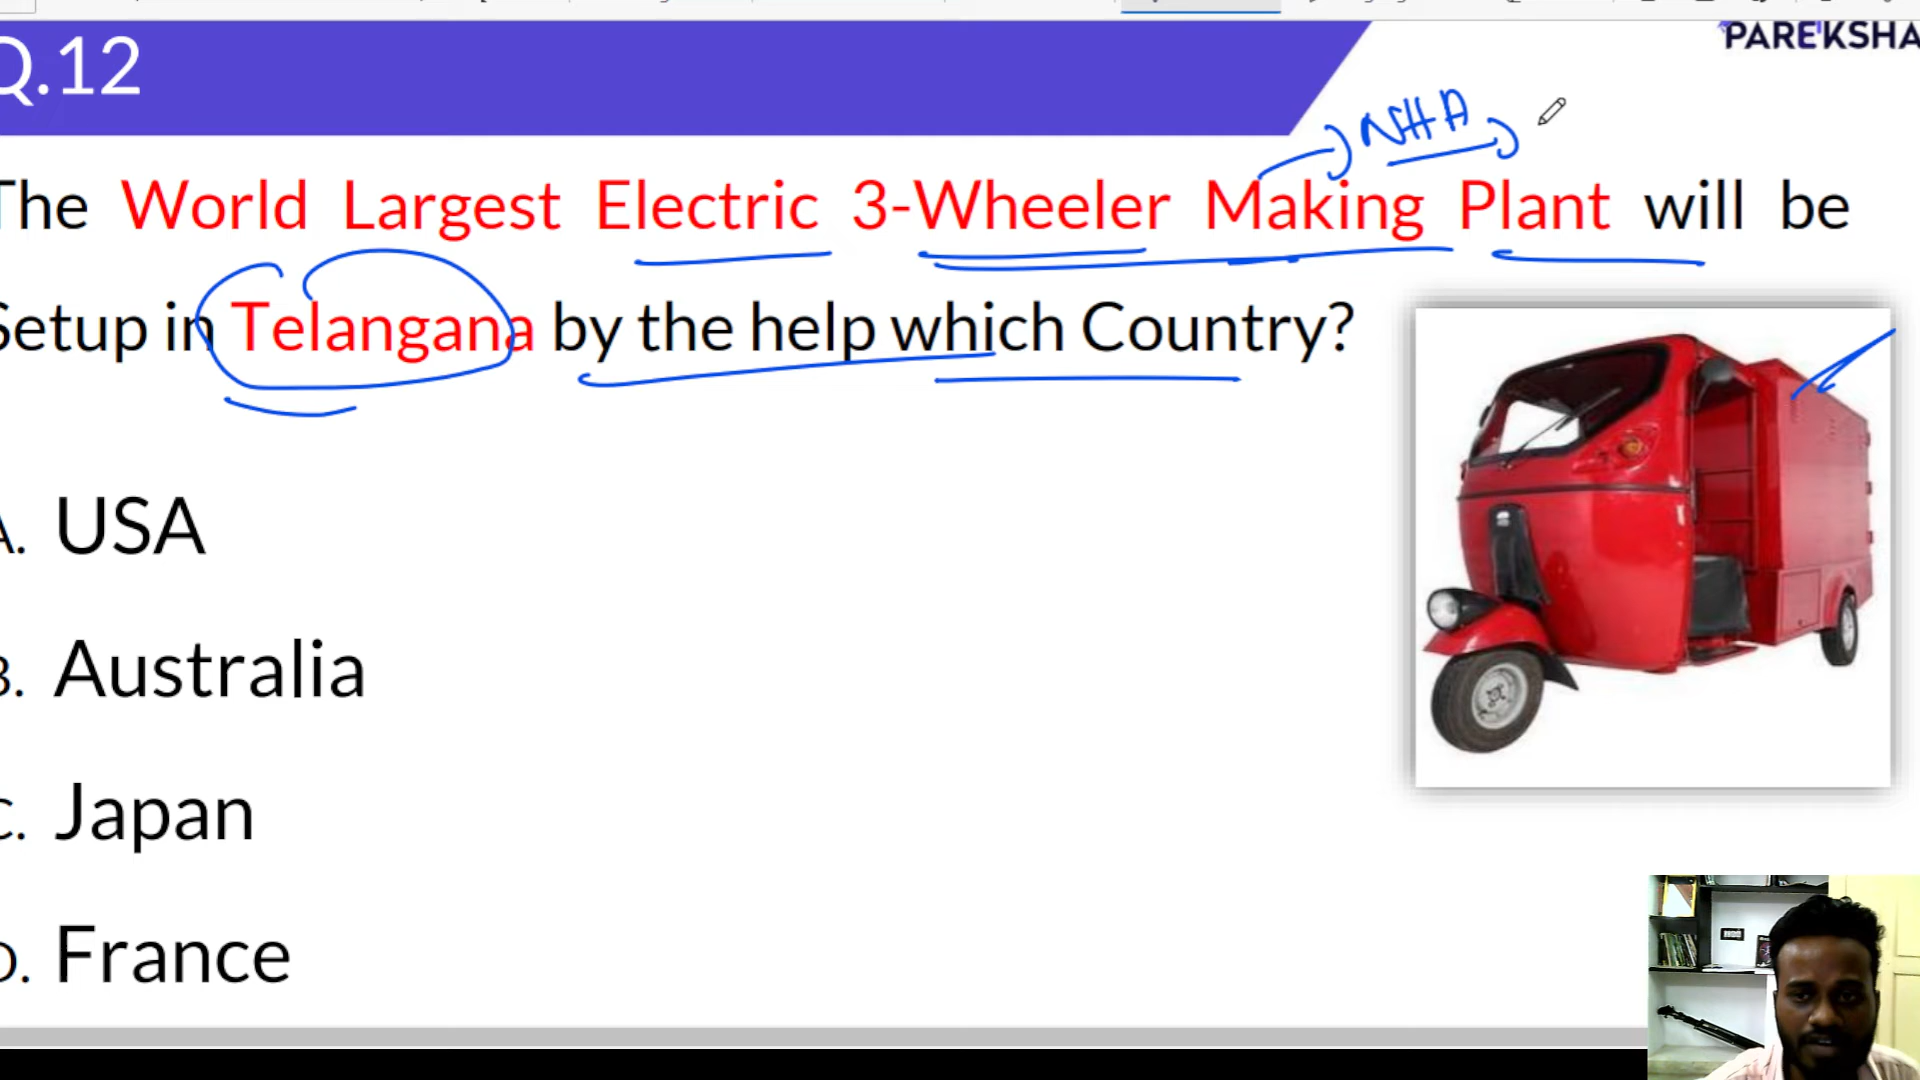 Q.12
PAREKSHA
NHA
The World Largest Electric 3-Wheeler Making Plant will be
Setup in Telangana by the help which Country?
A. USA
B. Australia
C. Japan
D. France